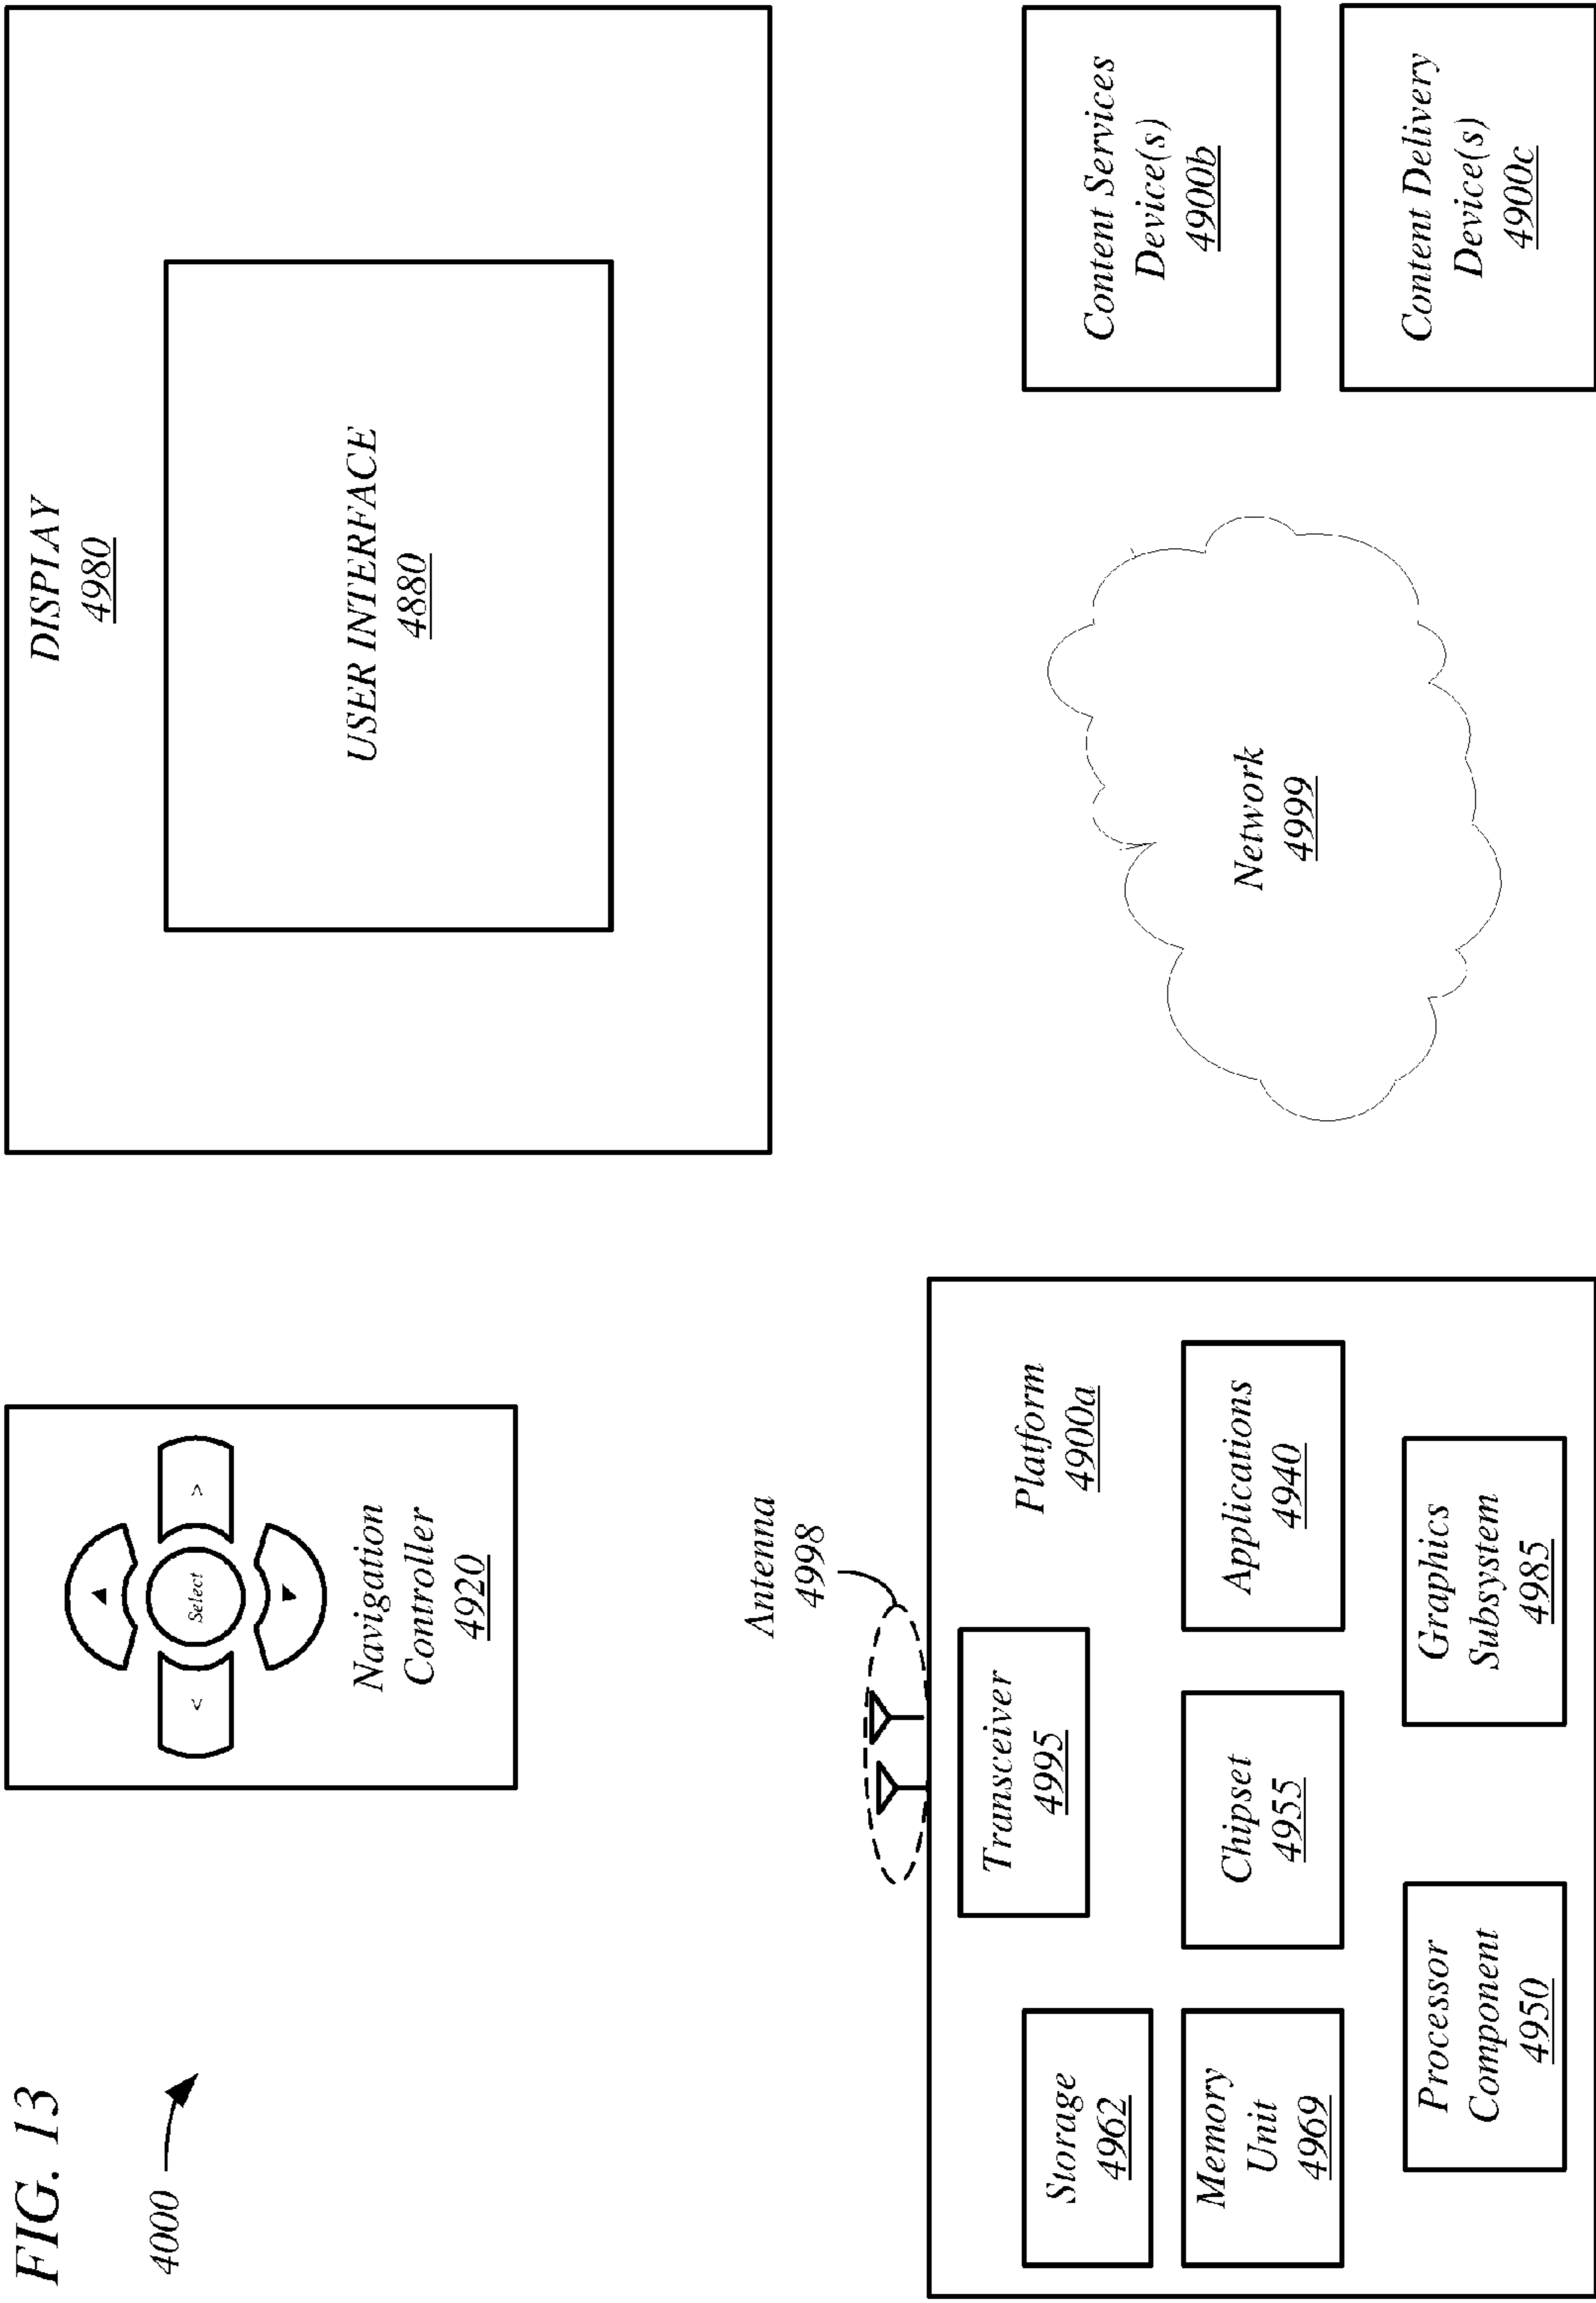 FIG. 13
4000
<
▲
Select
▼
>
Navigation
Controller
4920
DISPLAY
4980
USER INTERFACE
4880
Antenna
4998
Platform
4900a
Transceiver
4995
Storage
4962
Memory
Unit
4969
Chipset
4955
Applications
4940
Processor
Component
4950
Graphics
Subsystem
4985
Network
4999
Content Services
Device(s)
4900b
Content Delivery
Device(s)
4900c